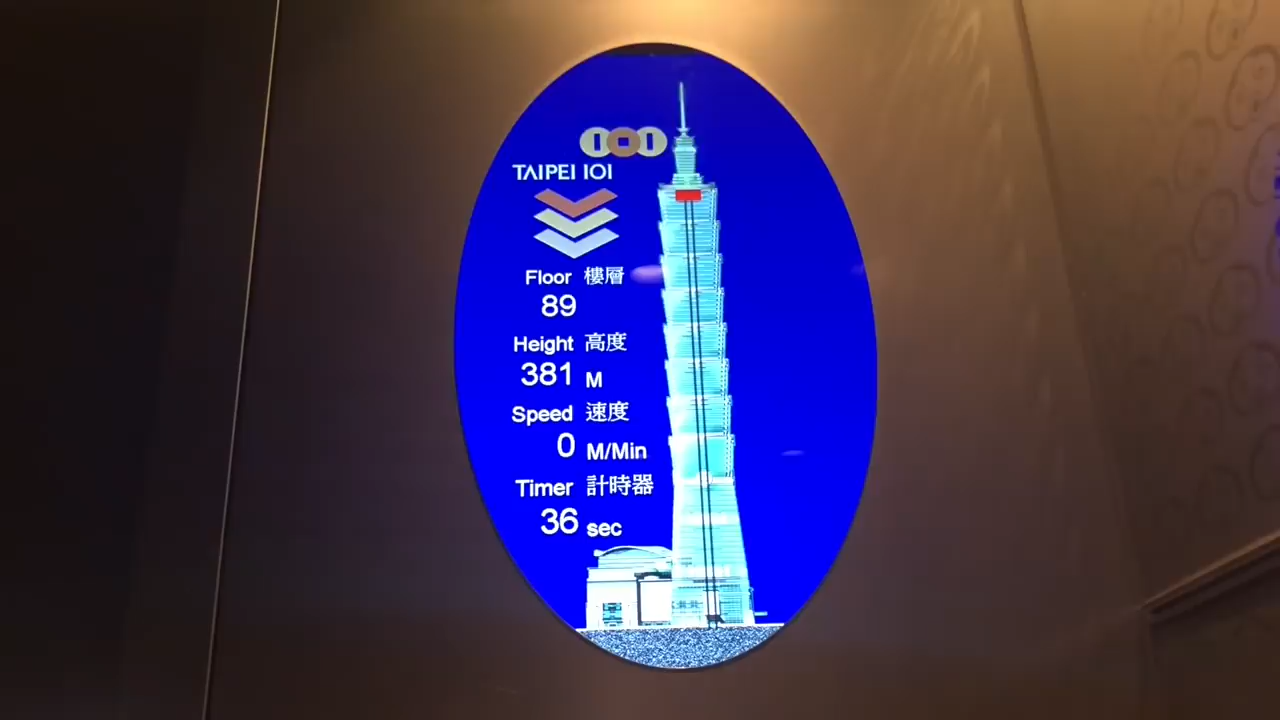 TAIPEI 101
Floor 樓層
89
Height 高度
381 M
Speed 速度
0 M/Min
Timer 計時器
36 sec